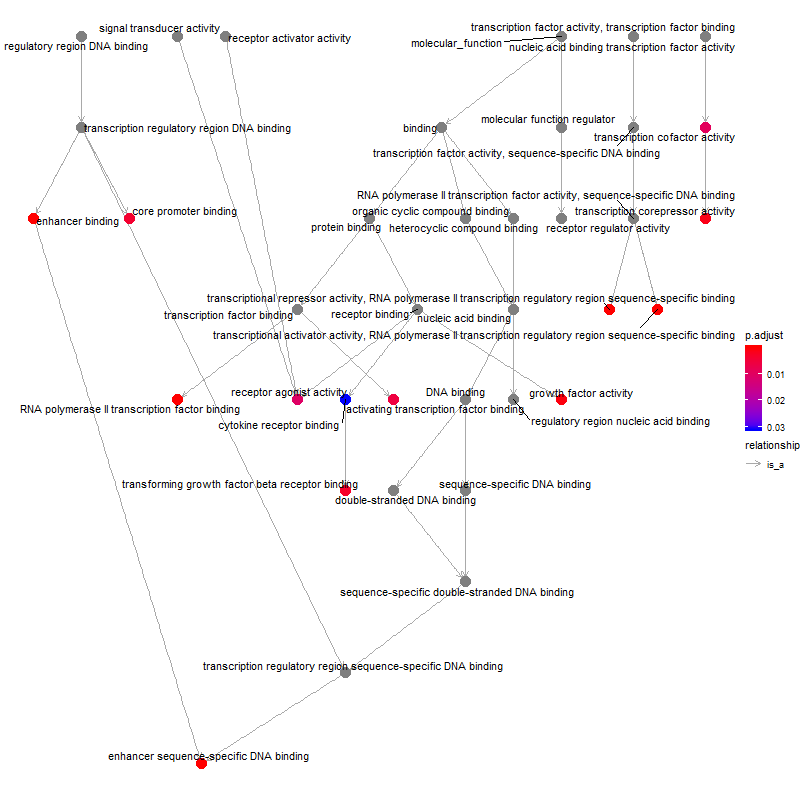 signal transducer activity
transcription factor activity, transcription factor binding
receptor activator activity
molecular_function
regulatory region DNA binding
nucleic acid binding transcription factor activity
molecular function regulator
transcription regulatory region DNA binding
binding
transcription cofactor activity
transcription factor activity, sequence-specific DNA binding
RNA polymerase II transcription factor activity, sequence-specific DNA binding
core promoter binding
organic cyclic compound binding
transcription corepressor activity
enhancer binding
protein binding
heterocyclic compound binding
receptor regulator activity
transcriptional repressor activity, RNA polymerase II transcription regulatory region sequence-specific binding
transcription factor binding
receptor binding
nucleic acid binding
transcriptional activator activity, RNA polymerase II transcription regulatory region sequence-specific binding
p.adjust
0.01
0.02
0.03
relationship
is_a
receptor agonist activity
DNA binding
growth factor activity
RNA polymerase II transcription factor binding
activating transcription factor binding
cytokine receptor binding
regulatory region nucleic acid binding
transforming growth factor beta receptor binding
sequence-specific DNA binding
double-stranded DNA binding
sequence-specific double-stranded DNA binding
transcription regulatory region sequence-specific DNA binding
enhancer sequence-specific DNA binding